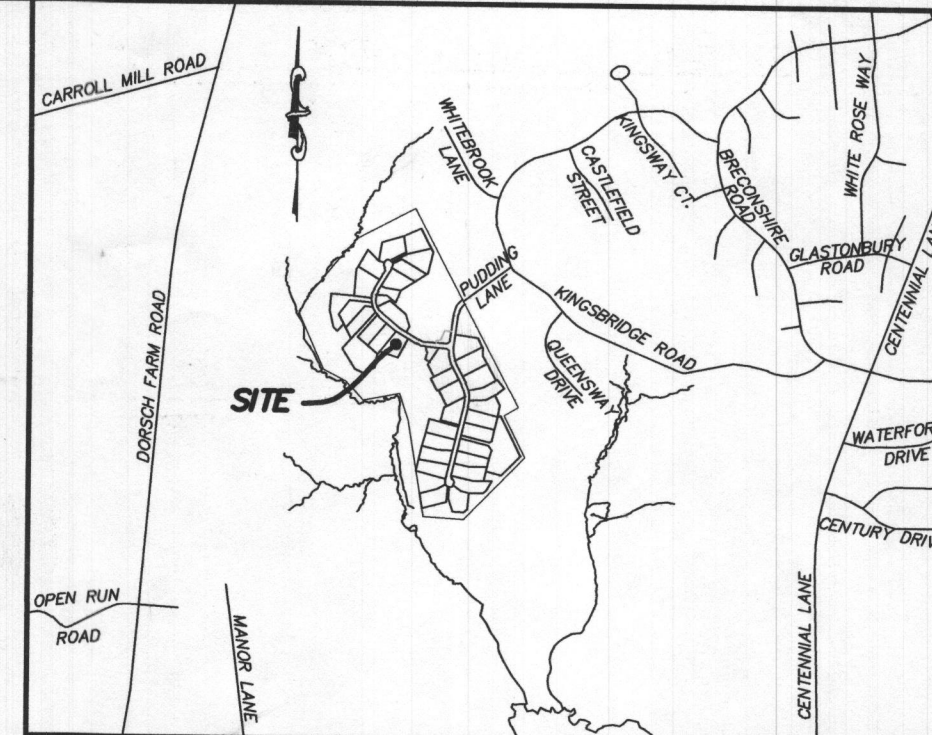 CARROLL MILL ROAD
DORSCH FARM ROAD
WHITEBROOK
LANE
CASTLEFIELD
STREET
KINGSWAY CT.
BRECONSHIRE
ROAD
WHITE ROSE WAY
GLASTONBURY
ROAD
CENTENNIAL LAN
PUDDING
LANE
KINGSBRIDGE ROAD
QUEENSWAY
DRIVE
SITE
WATERFOR
DRIVE
CENTURY DRIV
CENTENNIAL LANE
OPEN RUN
ROAD
MANOR LANE